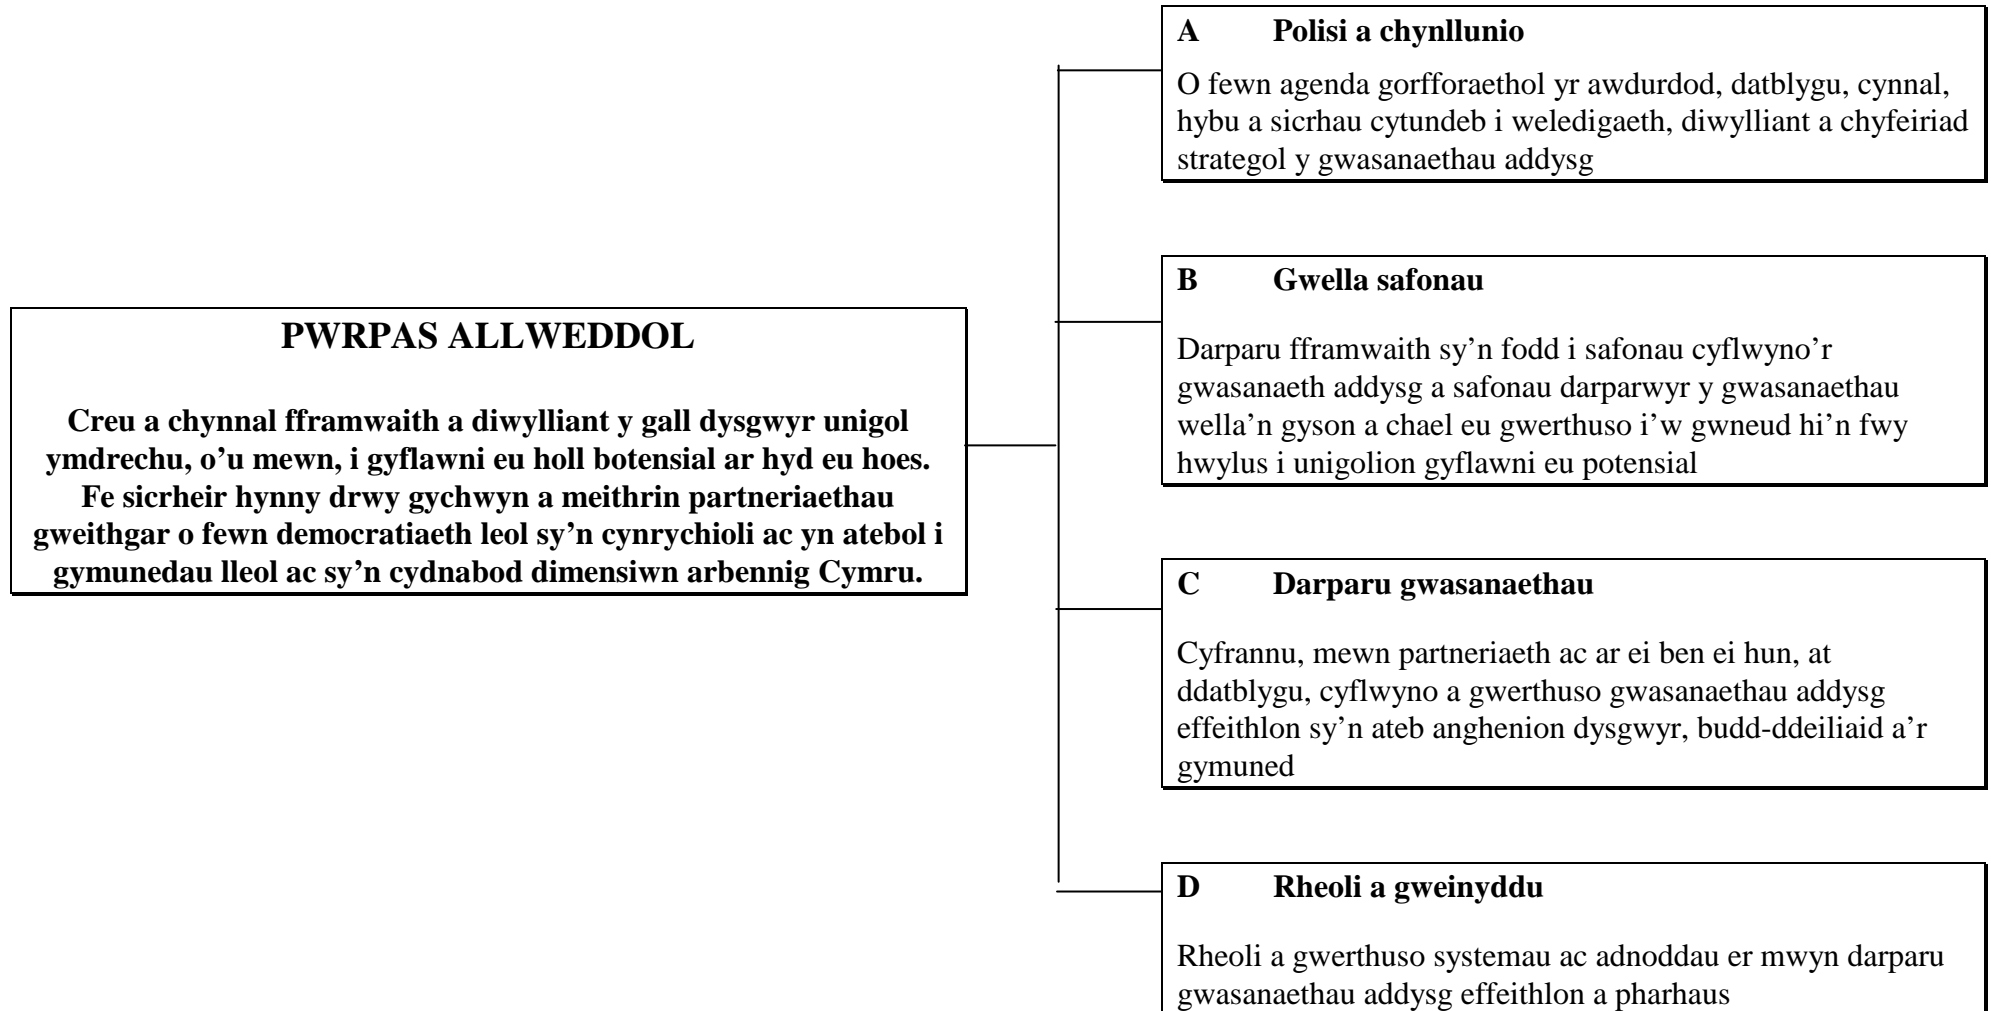 PWRPAS ALLWEDDOL
Creu a chynnal fframwaith a diwylliant y gall dysgwyr unigol
ymdrechu, o’u mewn, i gyflawni eu holl botensial ar hyd eu hoes.
Fe sicrheir hynny drwy gychwyn a meithrin partneriaethau
gweithgar o fewn democratiaeth leol sy’n cynrychioli ac yn atebol i
gymunedau lleol ac sy’n cydnabod dimensiwn arbennig Cymru.
A Polisi a chynllunio
O fewn agenda gorfforaethol yr awdurdod, datblygu, cynnal,
hybu a sicrhau cytundeb i weledigaeth, diwylliant a chyfeiriad
strategol y gwasanaethau addysg
B Gwella safonau
Darparu fframwaith sy’n fodd i safonau cyflwyno’r
gwasanaeth addysg a safonau darparwyr y gwasanaethau
wella’n gyson a chael eu gwerthuso i’w gwneud hi’n fwy
hwylus i unigolion gyflawni eu potensial
C Darparu gwasanaethau
Cyfrannu, mewn partneriaeth ac ar ei ben ei hun, at
ddatblygu, cyflwyno a gwerthuso gwasanaethau addysg
effeithlon sy’n ateb anghenion dysgwyr, budd-ddeiliaid a’r
gymuned
D Rheoli a gweinyddu
Rheoli a gwerthuso systemau ac adnoddau er mwyn darparu
gwasanaethau addysg effeithlon a pharhaus